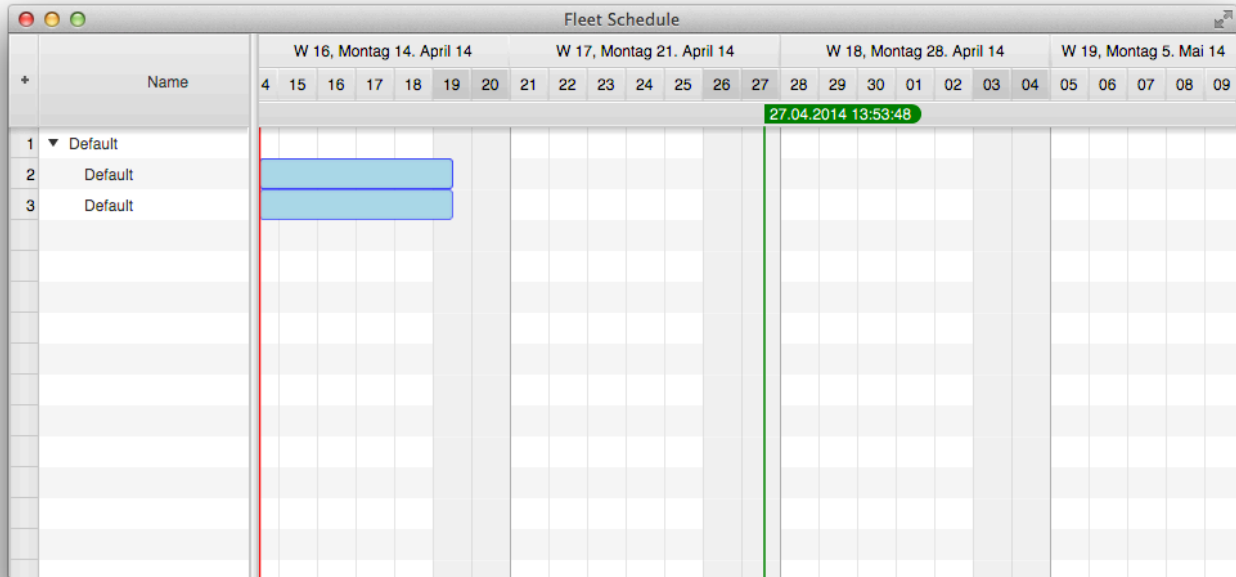 Fleet Schedule
W 16, Montag 14. April 14 W 17, Montag 21. April 14 W 18, Montag 28. April 14 W 19, Montag 5. Mai 14
+ Name 4 15 16 17 18 19 20 21 22 23 24 25 26 27 28 29 30 01 02 03 04 05 06 07 08 09
27.04.2014 13:53:48
1 ▼ Default
2 Default
3 Default